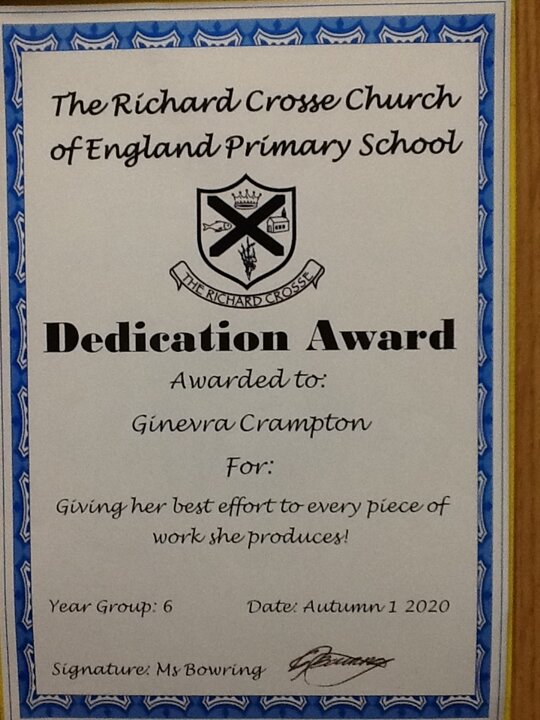 The Richard Crosse Church
of England Primary School
THE RICHARD CROSSE
Dedication Award
Awarded to:
Ginevra Crampton
For:
Giving her best effort to every piece of
work she produces!
Year Group: 6 Date: Autumn 1 2020
Signature: Ms Bowring